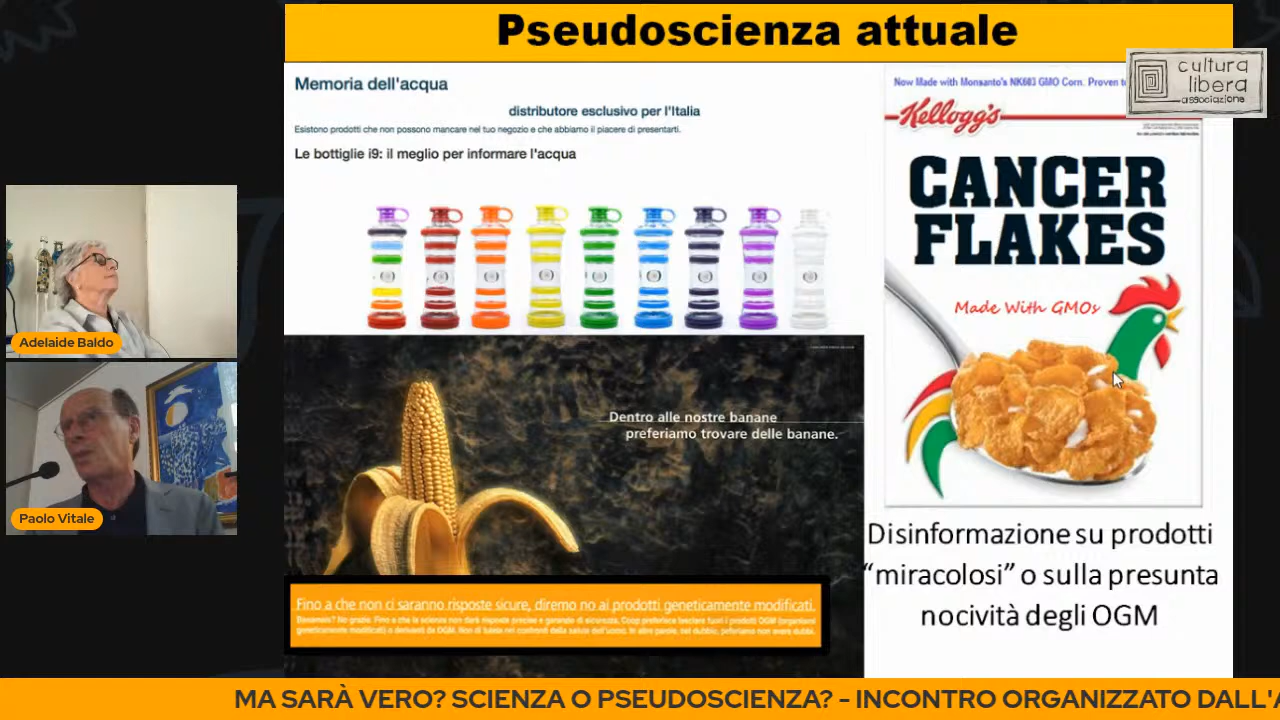 Pseudoscienza attuale
cultura
libera
associazione
Memoria dell'acqua
distributore esclusivo per l'Italia
Esistono prodotti che non possono mancare nel tuo negozio e che abbiamo il piacere di presentarti.
Le bottiglie i9: il meglio per informare l'acqua
Now Made with Monsanto's NK603 GMO Corn. Proven to
Kellogg's
CANCER
FLAKES
Made With GMOs
Adelaide Baldo
Paolo Vitale
Dentro alle nostre banane
preferiamo trovare delle banane.
Fino a che non ci saranno risposte sicure, diremo no ai prodotti geneticamente modificati.
Disinformazione su prodotti
“miracolosi” o sulla presunta
nocività degli OGM
MA SARÀ VERO? SCIENZA O PSEUDOSCIENZA? - INCONTRO ORGANIZZATO DALL'A